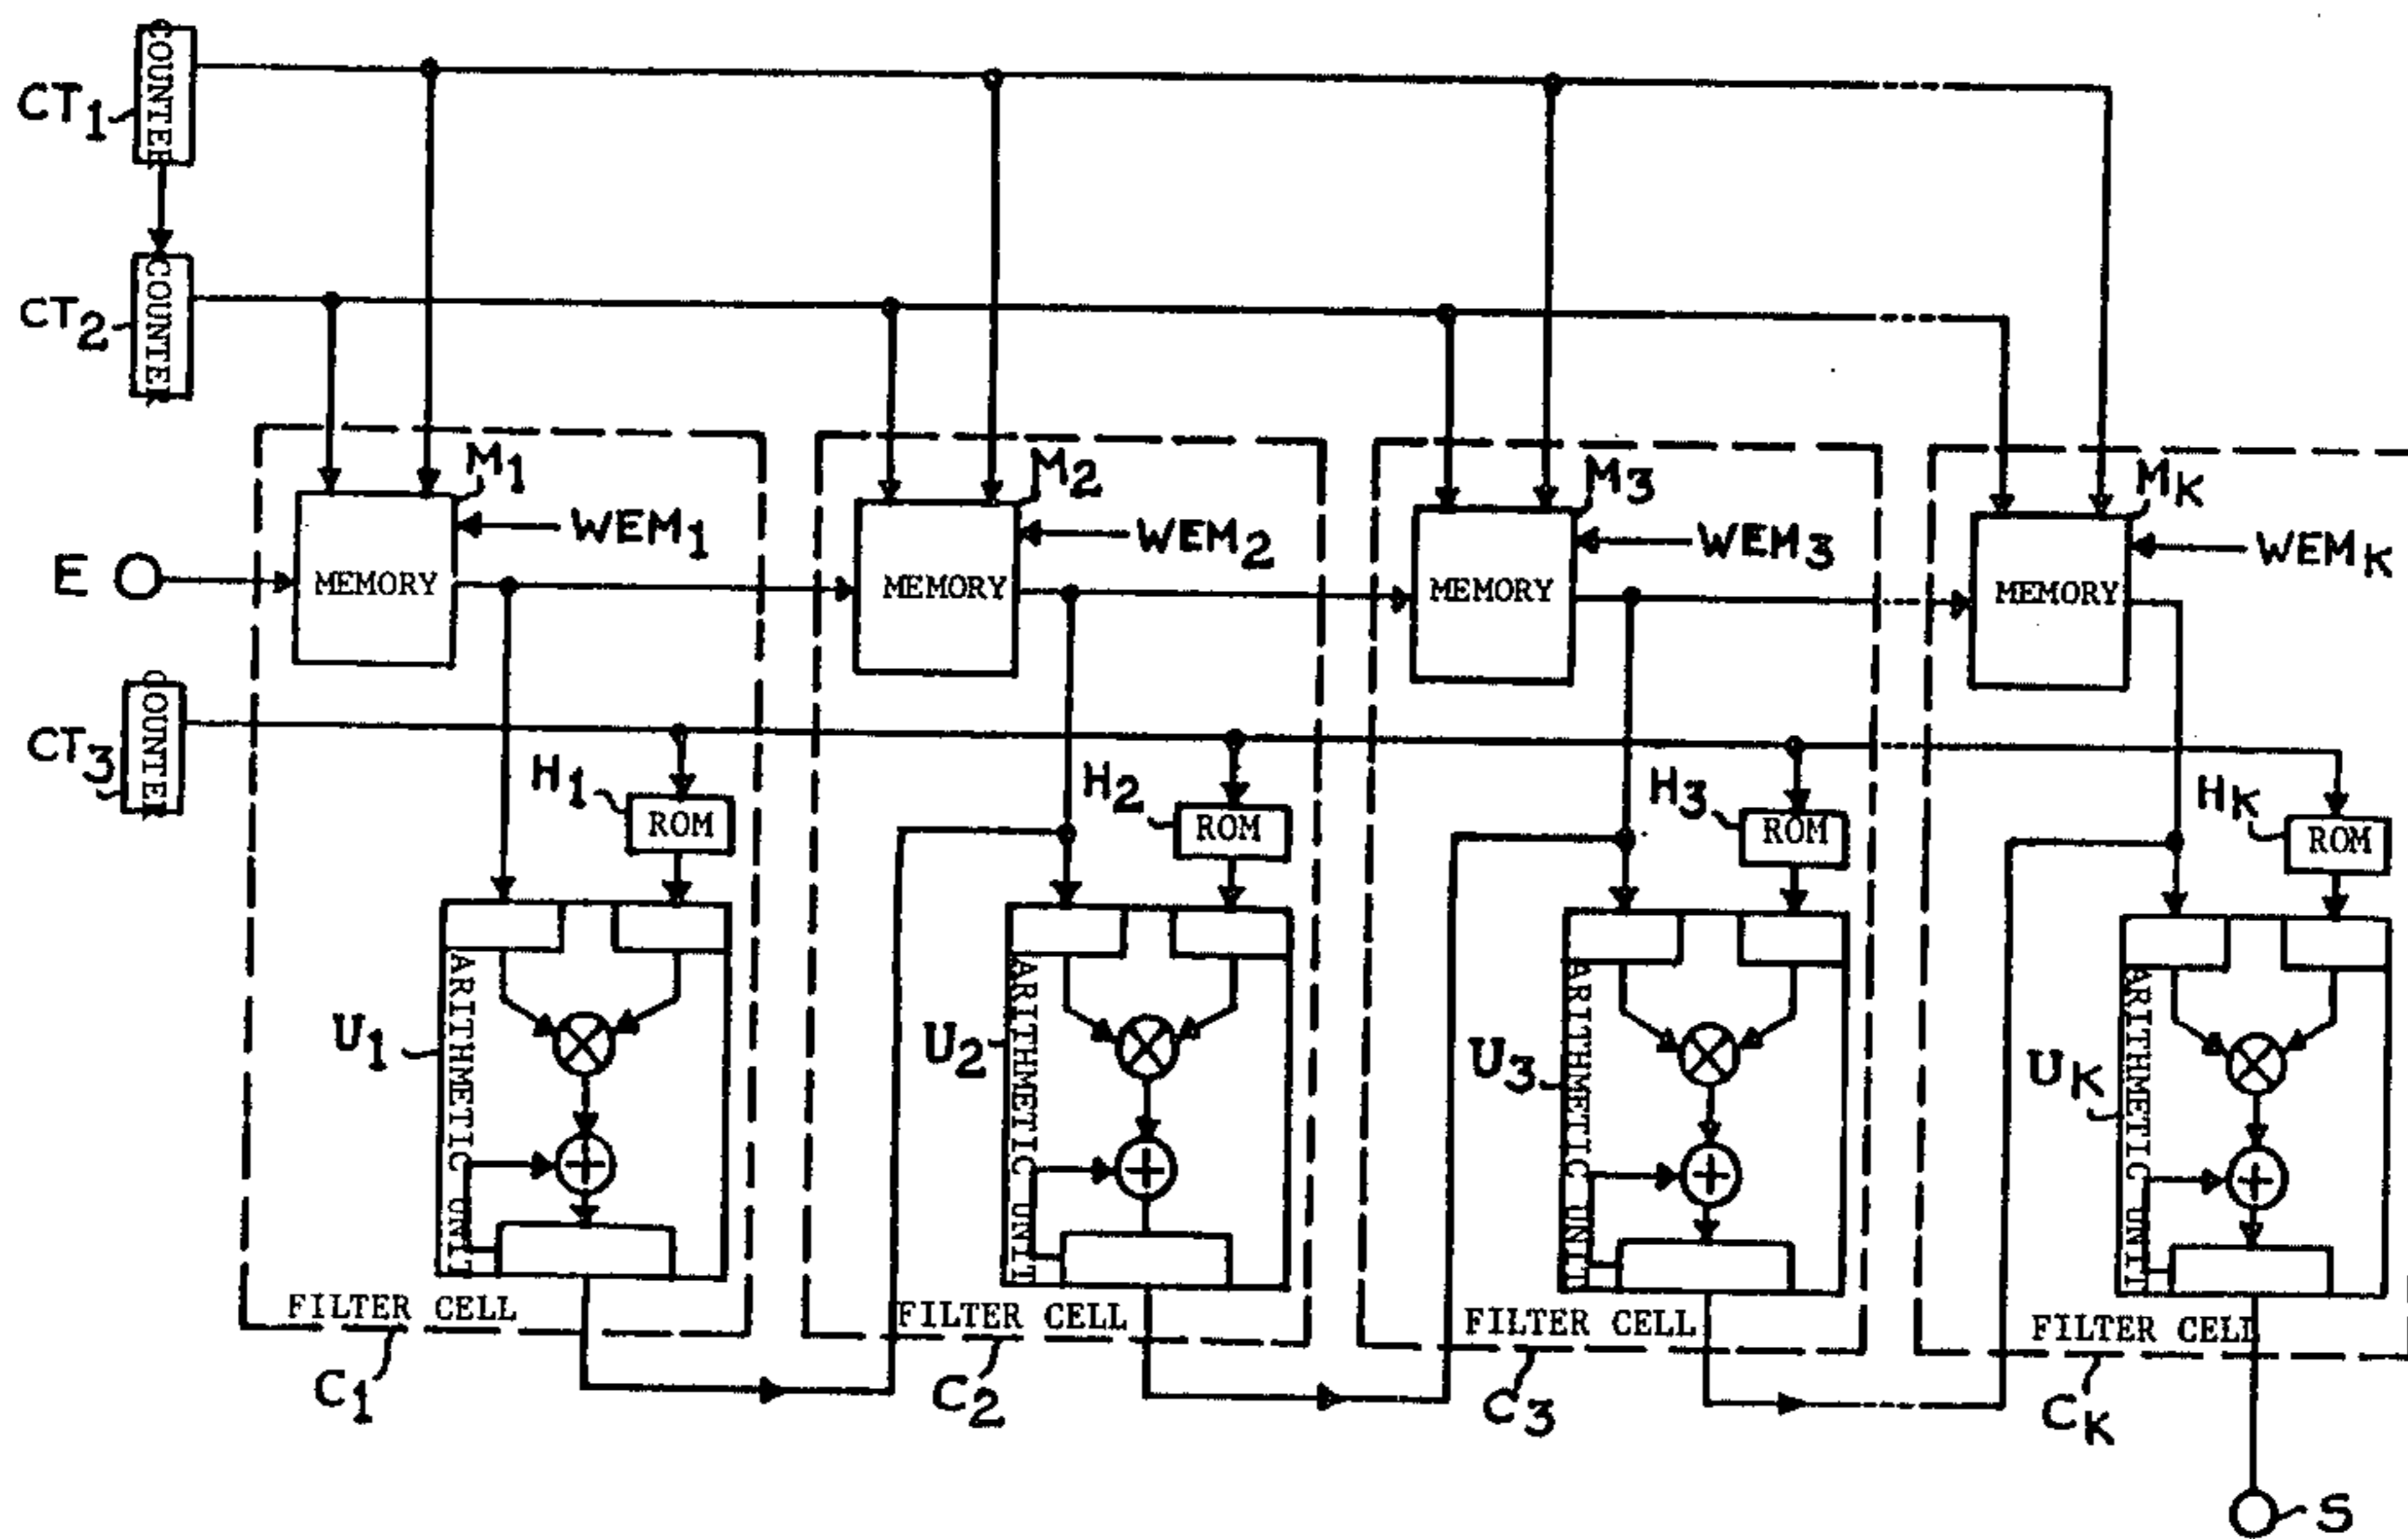 COUNTER
CT1
COUNTER
CT2
M1
M2
M3
MK
WEM1
WEM2
WEM3
WEMK
E
MEMORY
MEMORY
MEMORY
MEMORY
COUNTER
CT3
H1
H2
H3
HK
ROM
ROM
ROM
ROM
U1
ARITHMETIC UNIT
U2
ARITHMETIC UNIT
U3
ARITHMETIC UNIT
UK
ARITHMETIC UNIT
FILTER CELL
FILTER CELL
FILTER CELL
FILTER CELL
C1
C2
C3
CK
S